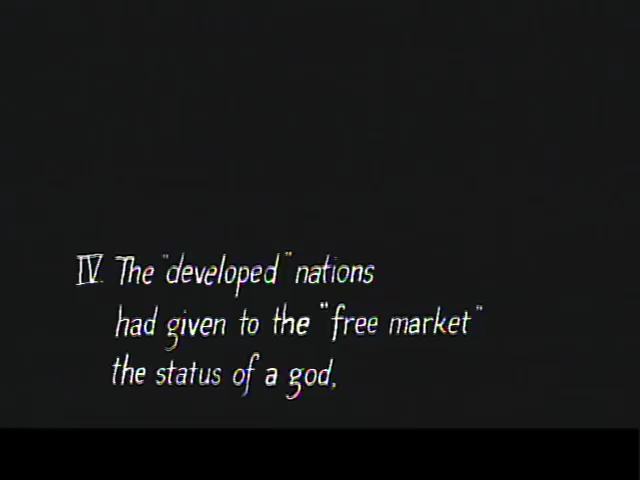 IV. The "developed" nations
had given to the "free market"
the status of a god,